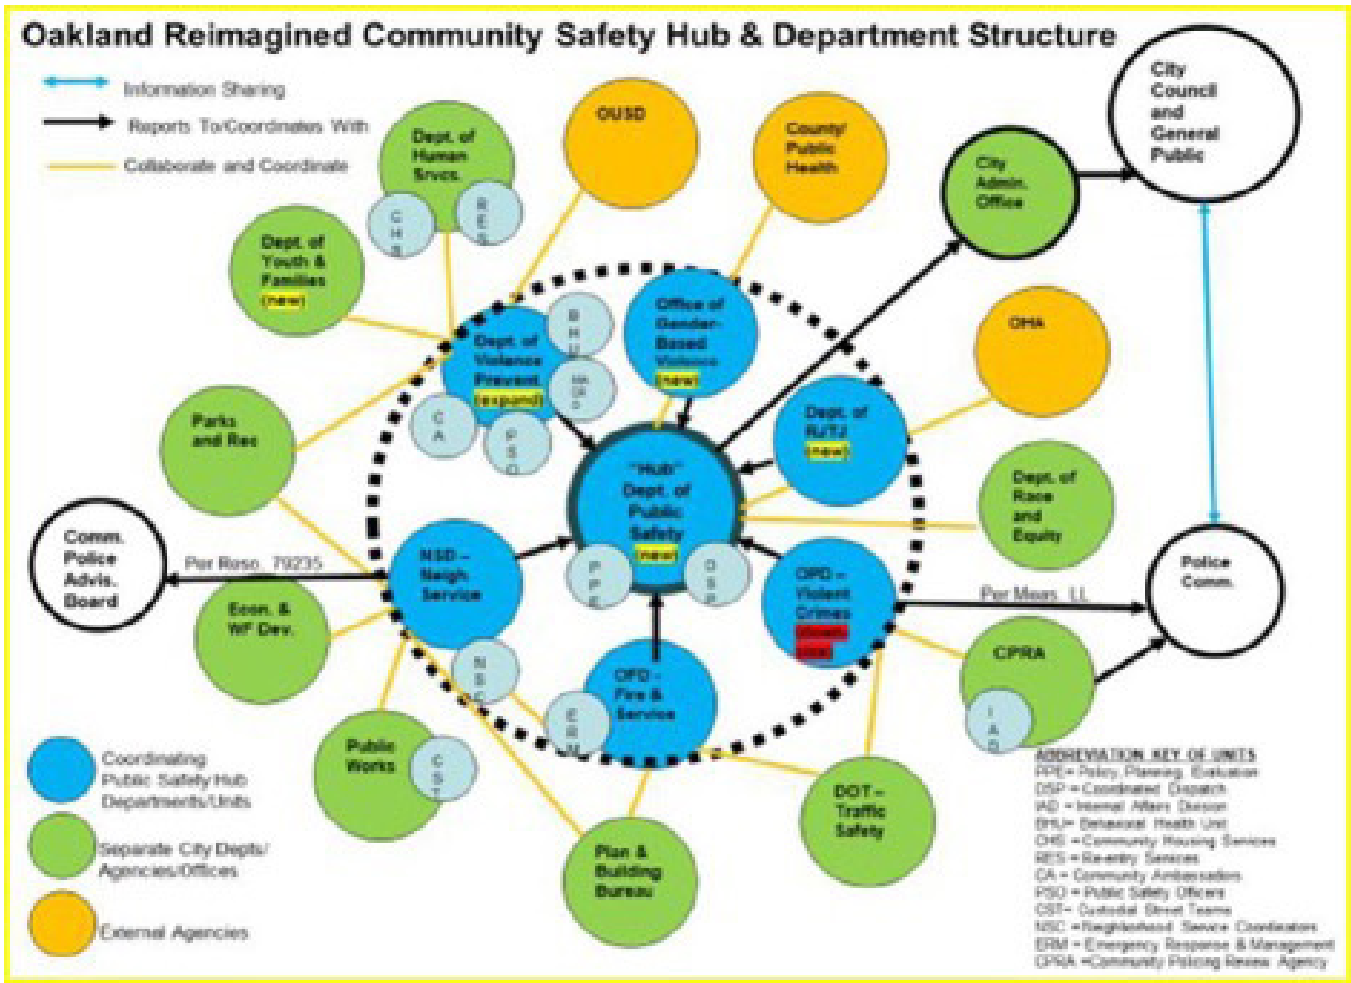 Oakland Reimagined Community Safety Hub & Department Structure
Information Sharing
Reports To/Coordinates With
Collaborate and Coordinate
City
Council
and
General
Public
City
Admin.
Office
OUSD
County/
Public
Health
Dept. of
Human
Srvcs.
C
H
S
R
E
S
Dept. of
Youth &
Families
(new)
Office of
Gender-
Based
Violence
(new)
Dept. of
Violence
Prevent.
(expand)
B
H
U
C
A
P
S
O
OHA
Dept. of
RJ/TJ
(new)
Parks
and Rec
"Hub"
Dept. of
Public
Safety
(new)
P
P
E
D
S
P
Dept. of
Race
and
Equity
Comm.
Police
Advis.
Board
Per Reso. 79235
NSD –
Neigh.
Service
OPD –
Violent
Crimes
Per Meas. LL
Police
Comm.
Econ. &
WF Dev.
N
S
C
OFD -
Fire &
Service
E
R
M
CPRA
I
A
D
Public
Works
C
S
T
DOT –
Traffic
Safety
Plan &
Building
Bureau
Coordinating
Public Safety Hub
Departments/Units
Separate City Depts/
Agencies/Offices
External Agencies
ABBREVIATION KEY OF UNITS
PPE= Policy, Planning, Evaluation
DSP = Coordinated Dispatch
IAD = Internal Affairs Division
BHU= Behavioral Health Unit
CHS =Community Housing Services
RES =Re-entry Services
CA = Community Ambassadors
PSO = Public Safety Officers
CST= Custodial Street Teams
NSC =Neighborhood Service Coordinators
ERM = Emergency Response & Management
CPRA =Community Policing Review Agency